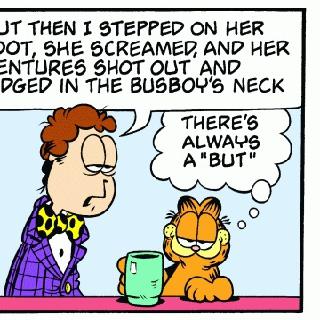 UT THEN I STEPPED ON HER
OOT, SHE SCREAMED, AND HER
ENTURES SHOT OUT AND
DGED IN THE BUSBOY'S NECK
THERE'S
ALWAYS
A "BUT"